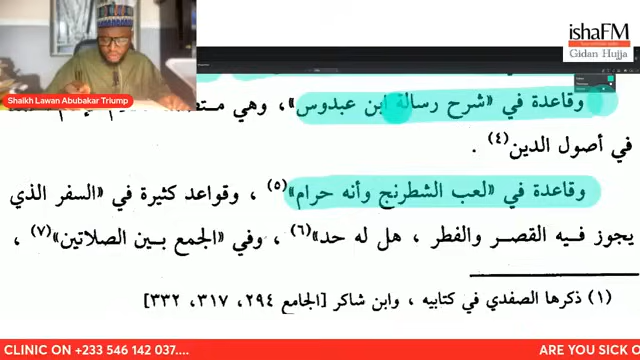 ishaFM
Gidan Hujja
Shaikh Lawan Abubakar Triump
وقاعدة في «شرح رسالة ابن عبدوس» ، وهي
في أصول الدين(٤) .
وقاعدة في «لعب الشطرنج وأنه حرام»(٥) ، وقواعد كثيرة في «السفر الذي
يجوز فيه القصر والفطر ، هل له حد»(٦) ، وفي «الجمع بين الصلاتين»(٧) ،
(١) ذكرها الصفدي في كتابيه ، وابن شاكر [الجامع ٢٩٤، ٣١٧، ٣٣٢]
CLINIC ON +233 546 142 037.... ARE YOU SICK O